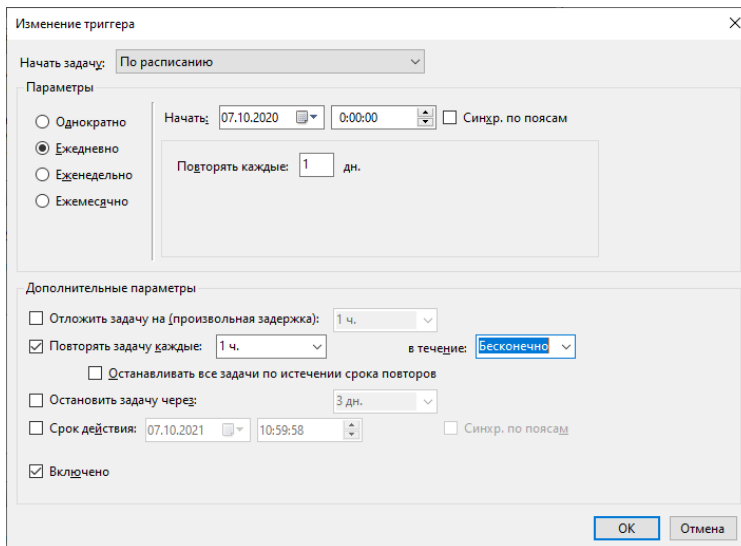 Изменение триггера
Начать задачу: По расписанию
Параметры
Однократно
Ежедневно
Еженедельно
Ежемесячно
Начать: 07.10.2020 0:00:00 Синхр. по поясам
Повторять каждые: 1 дн.
Дополнительные параметры
Отложить задачу на (произвольная задержка): 1 ч.
Повторять задачу каждые: 1 ч. в течение: Бесконечно
Останавливать все задачи по истечении срока повторов
Остановить задачу через: 3 дн.
Срок действия: 07.10.2021 10:59:58 Синхр. по поясам
Включено
ОК Отмена